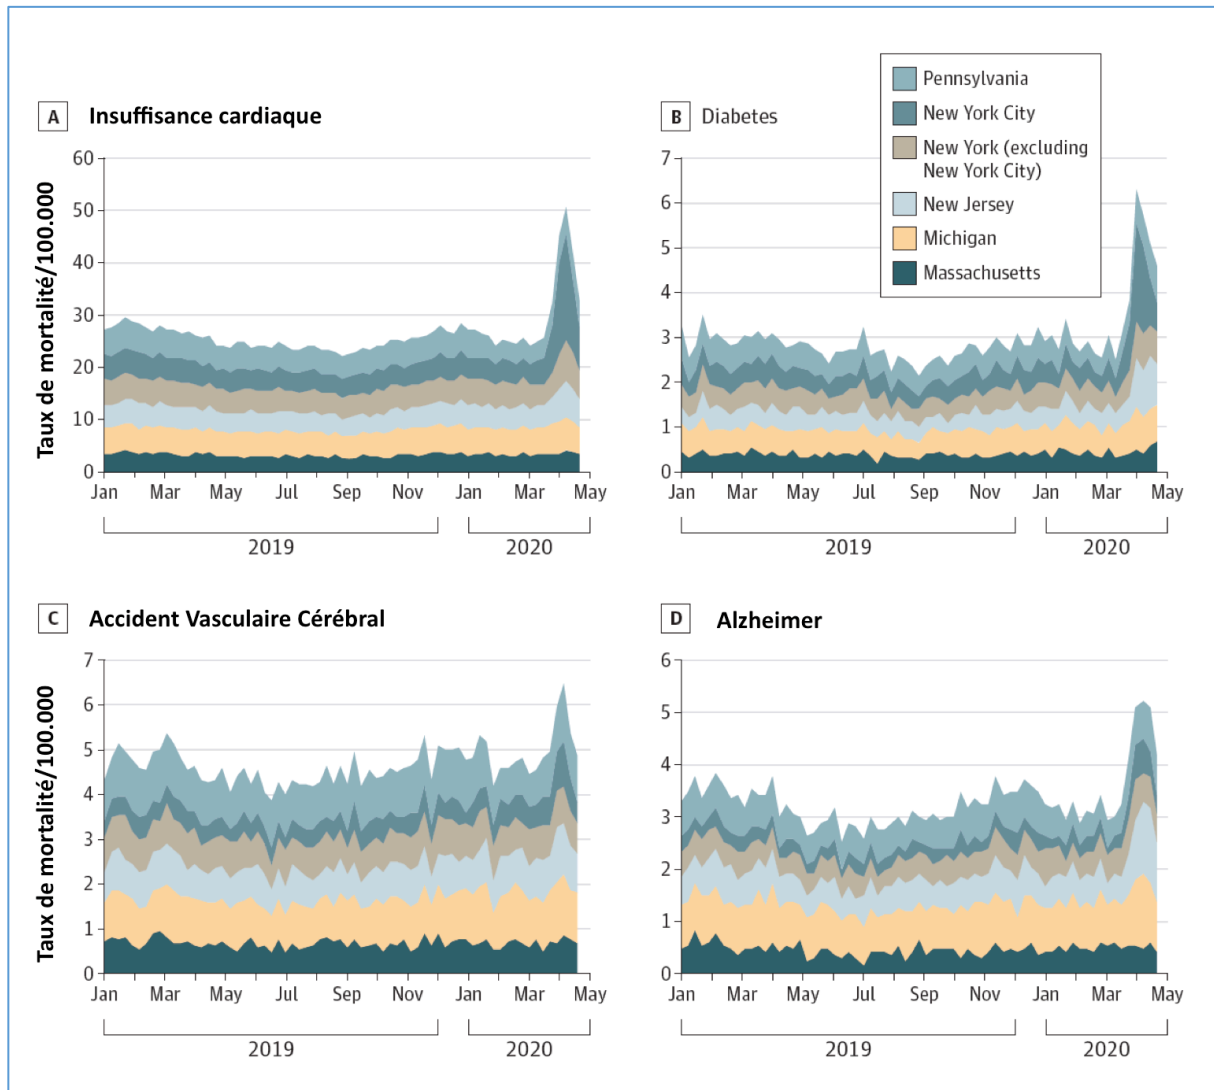 Pennsylvania
New York City
New York (excluding
New York City)
New Jersey
Michigan
Massachusetts
A Insuffisance cardiaque
Taux de mortalité/100.000
60
50
40
30
20
10
0
Jan Mar May Jul Sep Nov Jan Mar May
2019 2020
B Diabetes
7
6
5
4
3
2
1
0
Jan Mar May Jul Sep Nov Jan Mar May
2019 2020
C Accident Vasculaire Cérébral
Taux de mortalité/100.000
7
6
5
4
3
2
1
0
Jan Mar May Jul Sep Nov Jan Mar May
2019 2020
D Alzheimer
6
5
4
3
2
1
0
Jan Mar May Jul Sep Nov Jan Mar May
2019 2020